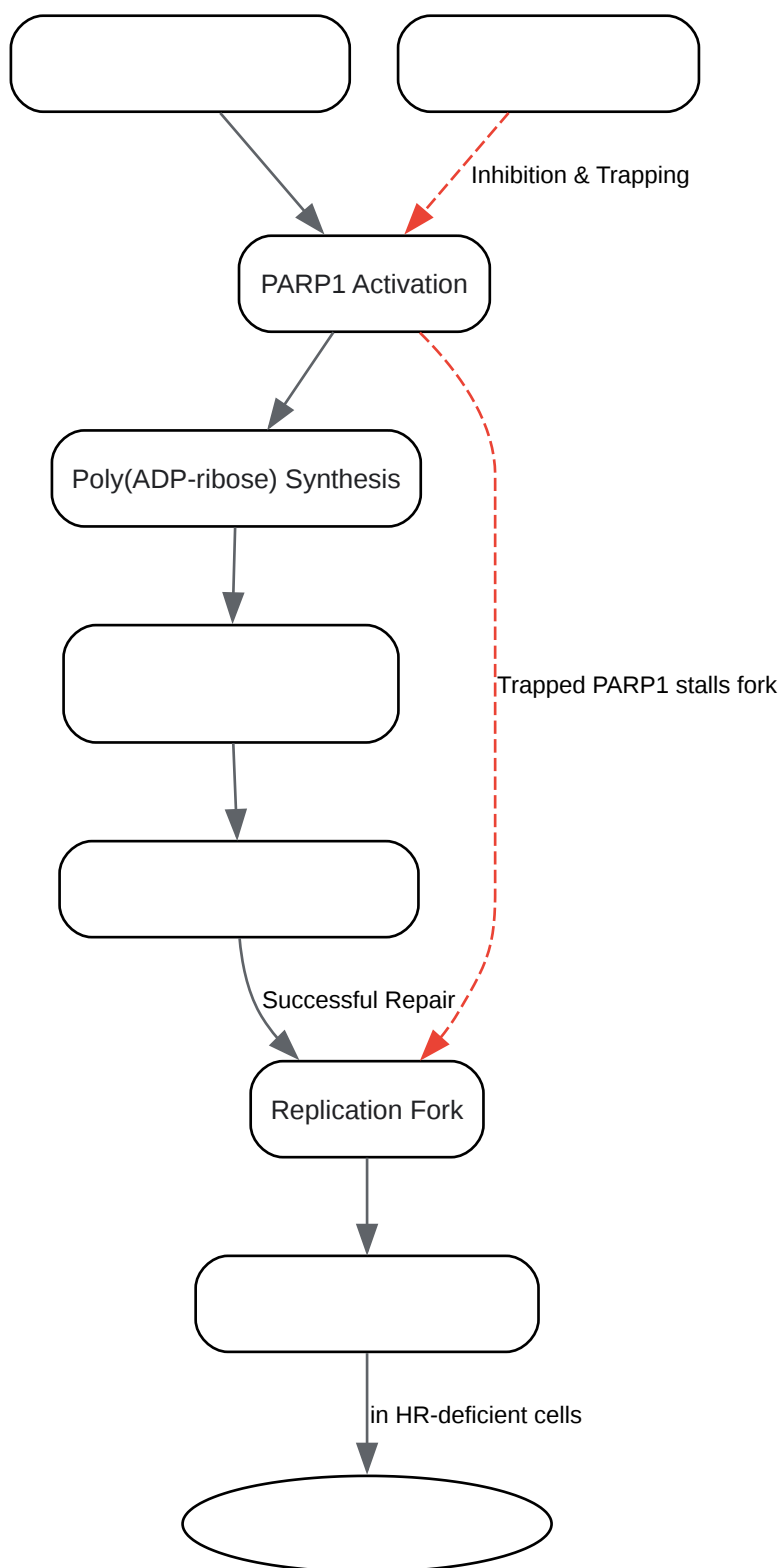 Inhibition & Trapping
PARP1 Activation
Poly(ADP-ribose) Synthesis
Trapped PARP1 stalls fork
Successful Repair
Replication Fork
in HR-deficient cells